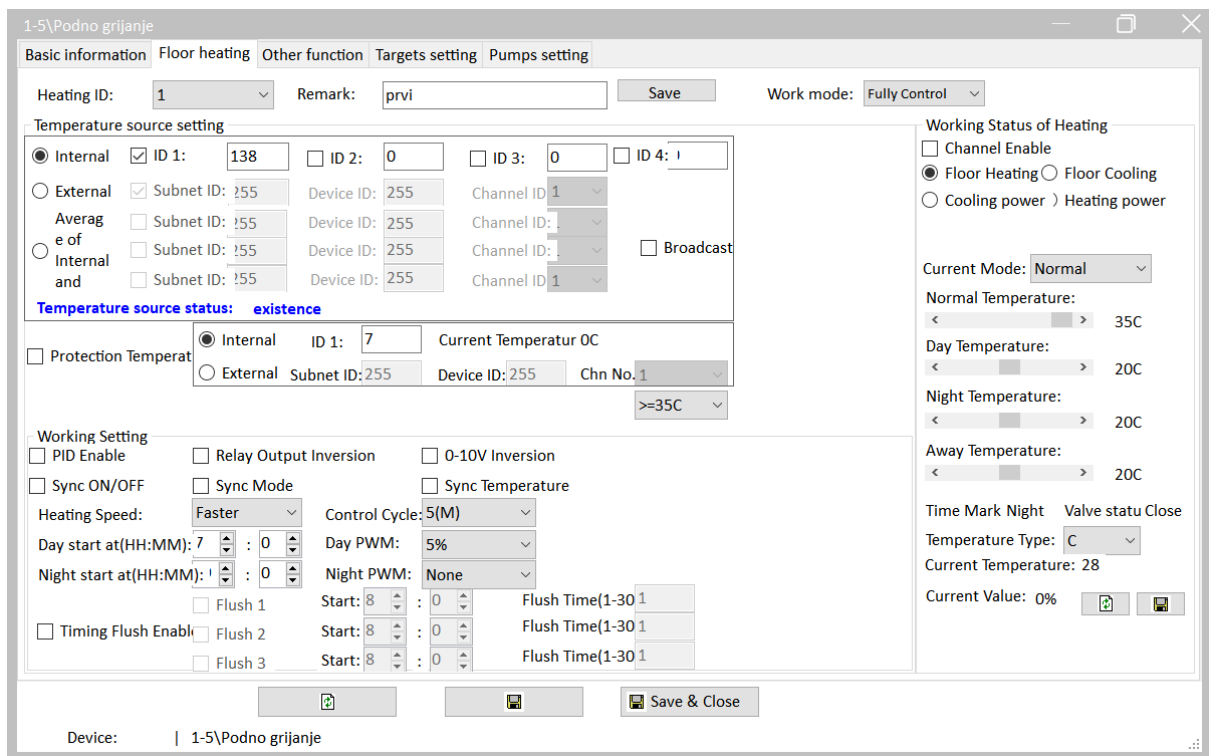 1-5\Podno grijanje
Basic information Floor heating Other function Targets setting Pumps setting
Heating ID: 1 Remark: prvi Save Work mode: Fully Control
Temperature source setting
Internal ID 1: 138 ID 2: 0 ID 3: 0 ID 4:
External Subnet ID: 255 Device ID: 255 Channel ID 1
Averag
e of
Internal
and
Subnet ID: 255 Device ID: 255 Channel ID:
Subnet ID: 255 Device ID: 255 Channel ID: Broadcast
Subnet ID: 255 Device ID: 255 Channel ID 1
Temperature source status: existence
Protection Temperat
Internal ID 1: 7 Current Temperatur 0C
External Subnet ID: 255 Device ID: 255 Chn No. 1
>=35C
Working Setting
PID Enable Relay Output Inversion 0-10V Inversion
Sync ON/OFF Sync Mode Sync Temperature
Heating Speed: Faster Control Cycle: 5(M)
Day start at(HH:MM): 7 : 0 Day PWM: 5%
Night start at(HH:MM): : 0 Night PWM: None
Timing Flush Enabl
Flush 1 Start: 8 : 0 Flush Time(1-30 1
Flush 2 Start: 8 : 0 Flush Time(1-30 1
Flush 3 Start: 8 : 0 Flush Time(1-30 1
Working Status of Heating
Channel Enable
Floor Heating Floor Cooling
Cooling power ) Heating power
Current Mode: Normal
Normal Temperature:
35C
Day Temperature:
20C
Night Temperature:
20C
Away Temperature:
20C
Time Mark Night Valve statu Close
Temperature Type: C
Current Temperature: 28
Current Value: 0%
Save & Close
Device: | 1-5\Podno grijanje